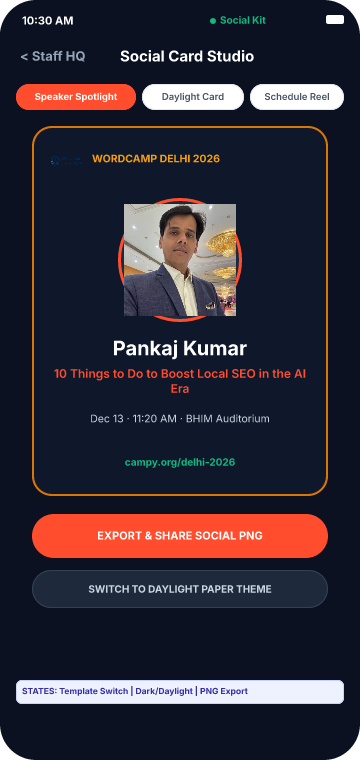 10:30 AM
Social Kit
< Staff HQ
Social Card Studio
Speaker Spotlight
Daylight Card
Schedule Reel
WORDCAMP DELHI 2026
Pankaj Kumar
10 Things to Do to Boost Local SEO in the AI
Era
Dec 13 · 11:20 AM · BHIM Auditorium
campy.org/delhi-2026
EXPORT & SHARE SOCIAL PNG
SWITCH TO DAYLIGHT PAPER THEME
STATES: Template Switch | Dark/Daylight | PNG Export